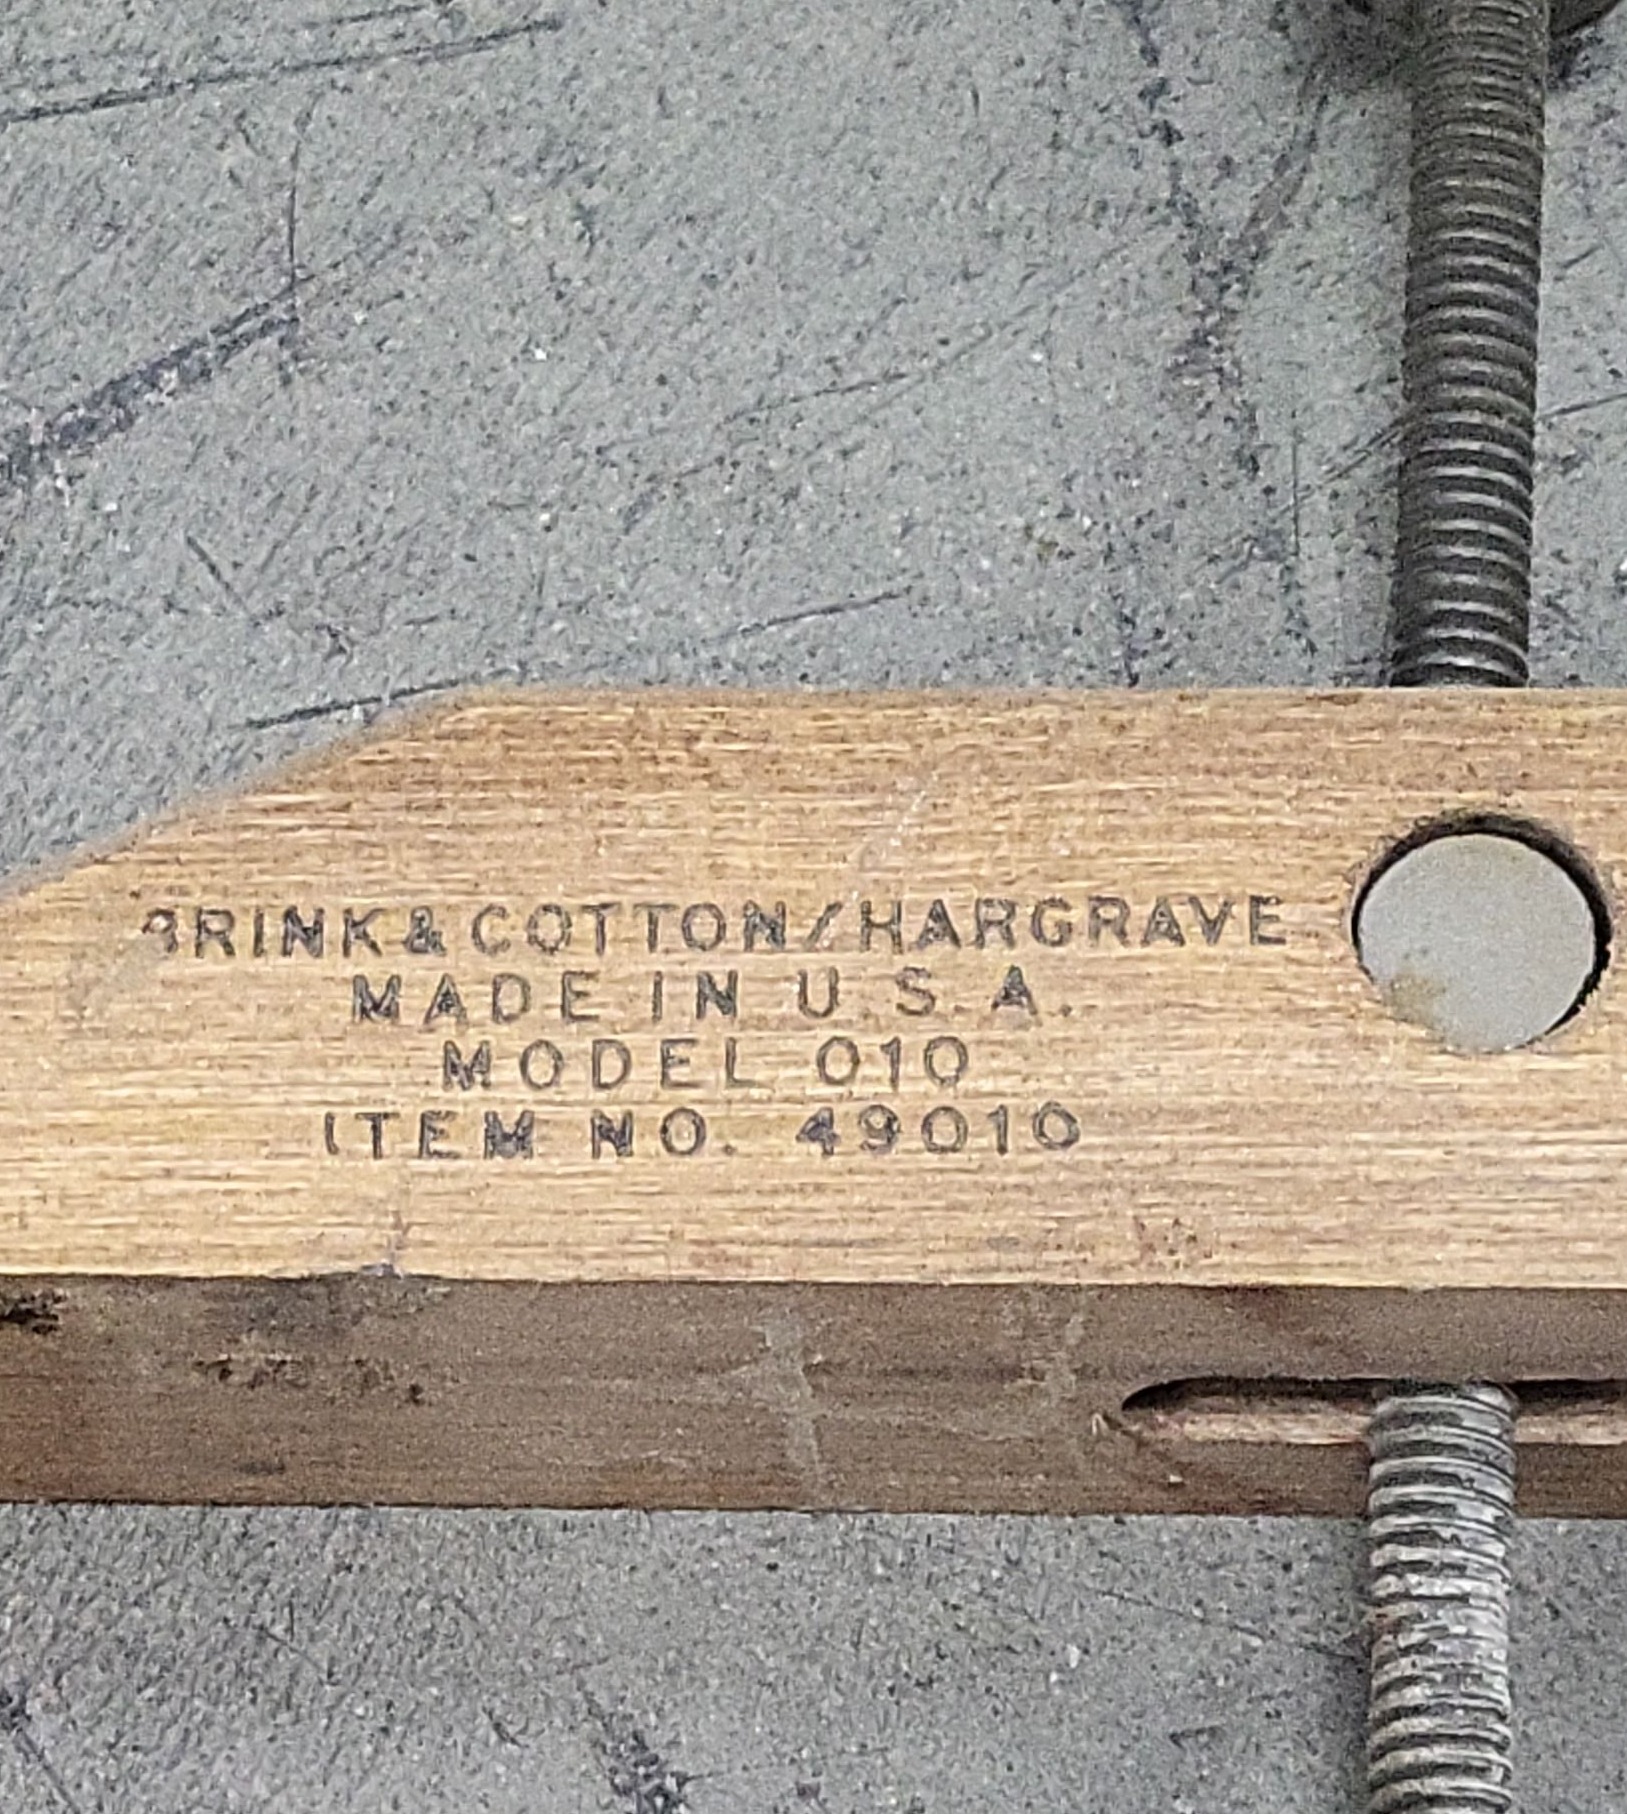 BRINK & COTTON/HARGRAVE
MADE IN U.S.A.
MODEL 010
ITEM NO. 49010